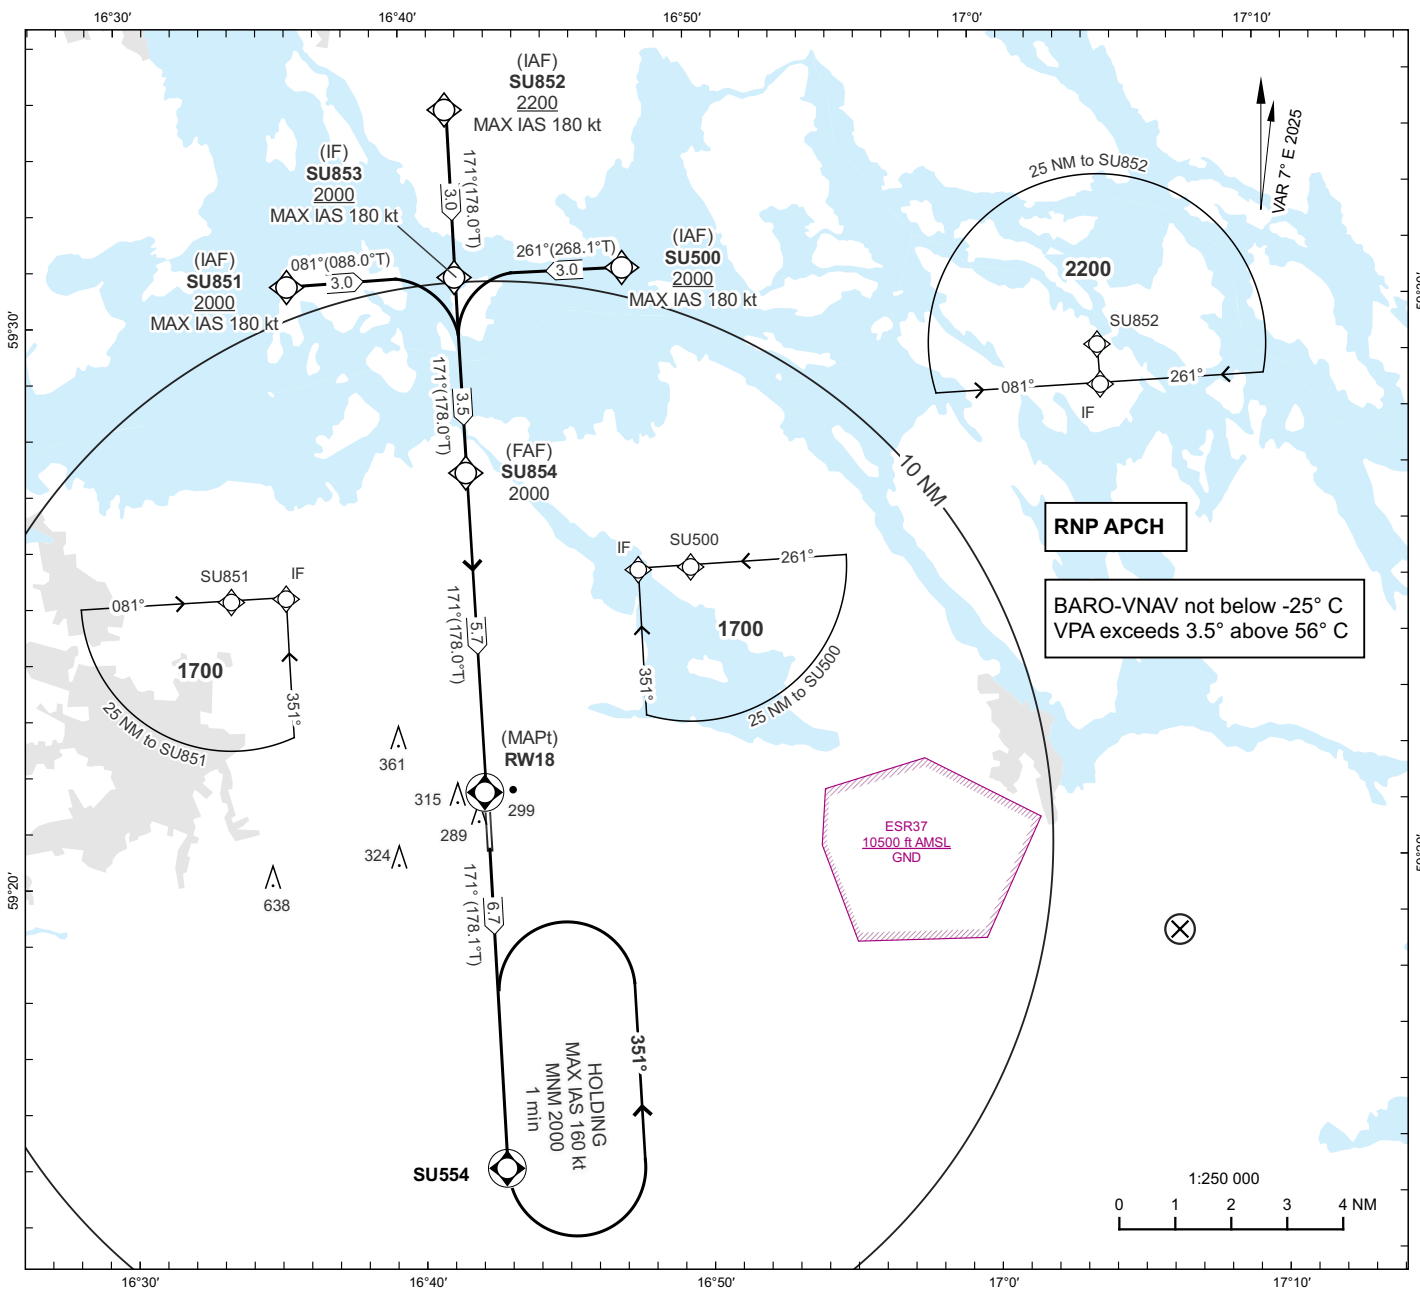 16°30'
16°40'
16°50'
17°0'
17°10'
(IAF)
SU852
2200
MAX IAS 180 kt
(IF)
SU853
2000
MAX IAS 180 kt
171°(178.0°T)
3.0
(IAF)
SU851
2000
MAX IAS 180 kt
081°(088.0°T)
3.0
261°(268.1°T)
3.0
(IAF)
SU500
2000
MAX IAS 180 kt
VAR 7° E 2025
25 NM to SU852
2200
SU852
081°
261°
IF
59°30'
59°30'
171°(178.0°T)
3.5
(FAF)
SU854
2000
10 NM
RNP APCH
BARO-VNAV not below -25° C
VPA exceeds 3.5° above 56° C
SU851
IF
081°
1700
351°
25 NM to SU851
IF
SU500
261°
1700
351°
25 NM to SU500
171°(178.0°T)
5.7
(MAPt)
RW18
361
315
299
289
324
638
ESR37
10500 ft AMSL
GND
59°20'
59°20'
171° (178.1°T)
6.7
HOLDING
MAX IAS 160 kt
MNM 2000
1 min
351°
SU554
1:250 000
0 1 2 3 4 NM
16°30'
16°40'
16°50'
17°0'
17°10'